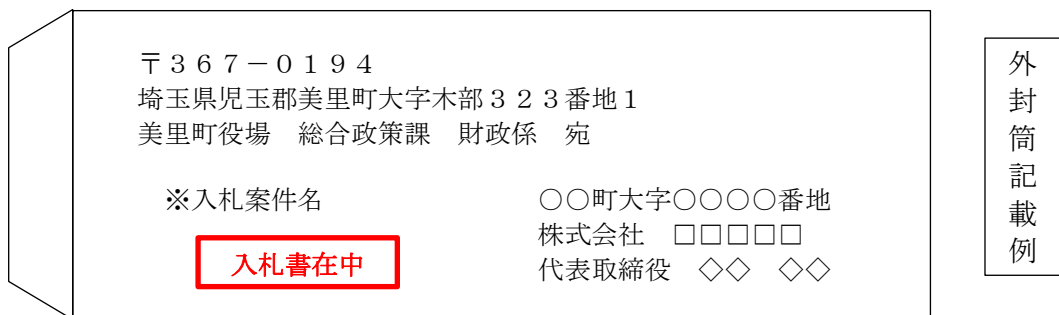 〒３６７－０１９４
埼玉県児玉郡美里町大字木部３２３番地１
美里町役場　総合政策課　財政係　宛
※入札案件名
入札書在中
○○町大字○○○○番地
株式会社　□□□□□
代表取締役　◇◇　◇◇
外封筒記載例